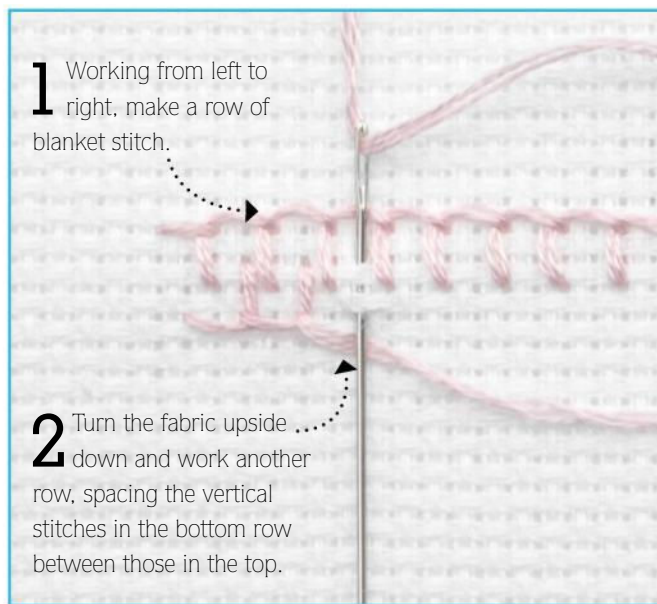 1 Working from left to
right, make a row of
blanket stitch.
2 Turn the fabric upside
down and work another
row, spacing the vertical
stitches in the bottom row
between those in the top.